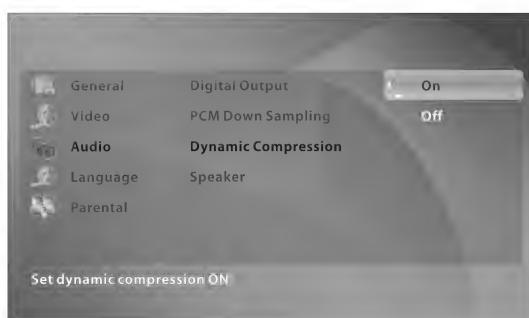 General Digital Output On
Video PCM Down Sampling Off
Audio Dynamic Compression
Language Speaker
Parental
Set dynamic compression ON